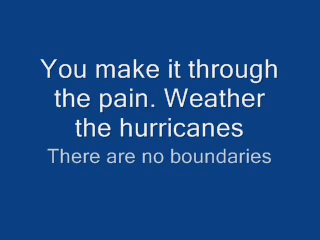 You make it through
the pain. Weather
the hurricanes
There are no boundaries